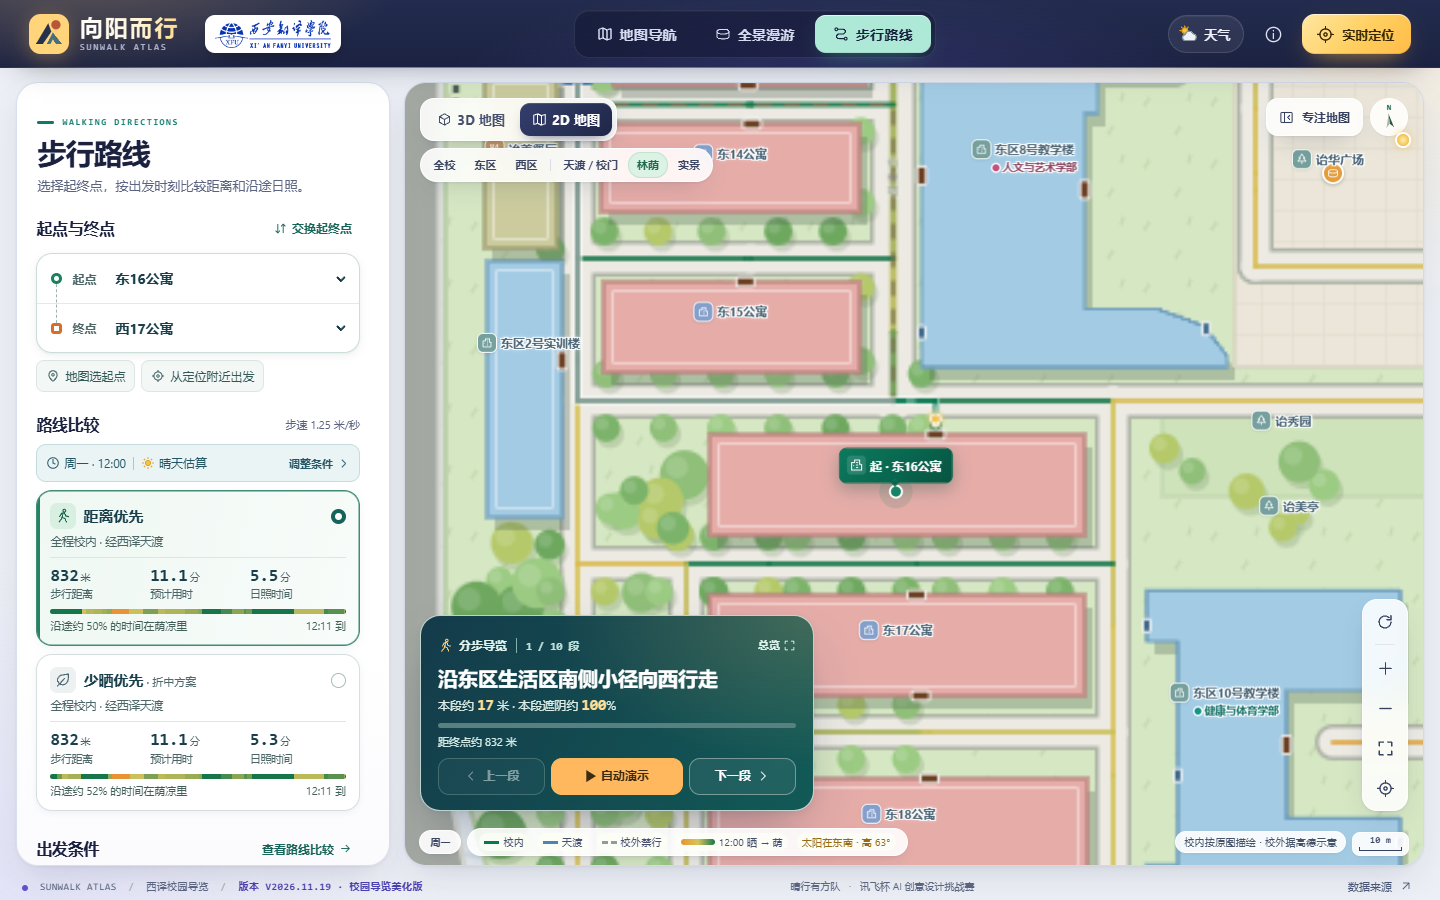 向阳而行
SUNWALK ATLAS
西安翻译学院
XI' AN FANYI UNIVERSITY
地图导航
全景漫游
步行路线
天气
实时定位
WALKING DIRECTIONS
步行路线
选择起终点，按出发时刻比较距离和沿途日照。
起点与终点
交换起终点
起点 东16公寓
终点 西17公寓
地图选起点
从定位附近出发
路线比较
步速 1.25 米/秒
周一 · 12:00
晴天估算
调整条件
距离优先
全程校内 · 经西译天渡
832米
11.1分
5.5分
步行距离
预计用时
日照时间
沿途约 50% 的时间在荫凉里
12:11 到
少晒优先 · 折中方案
全程校内 · 经西译天渡
832米
11.1分
5.3分
步行距离
预计用时
日照时间
沿途约 52% 的时间在荫凉里
12:11 到
出发条件
查看路线比较
3D 地图
2D 地图
全校
东区
西区
天渡 / 校门
林荫
实景
专注地图
N
东14公寓
东区8号教学楼
人文与艺术学部
诒华广场
东15公寓
东区2号实训楼
诒秀园
起 · 东16公寓
诒美亭
东17公寓
东区10号教学楼
健康与体育学部
东18公寓
分步导览
1 / 10 段
总览
沿东区生活区南侧小径向西行走
本段约 17 米 · 本段遮阴约 100%
距终点约 832 米
上一段
自动演示
下一段
周一
校内
天渡
校外禁行
12:00 晒 → 荫
太阳在东南 · 高 63°
校内按原图描绘 · 校外据高德示意
10 m
SUNWALK ATLAS / 西译校园导览 / 版本 V2026.11.19 · 校园导览美化版
晴行有方队 · 讯飞杯 AI 创意设计挑战赛
数据来源